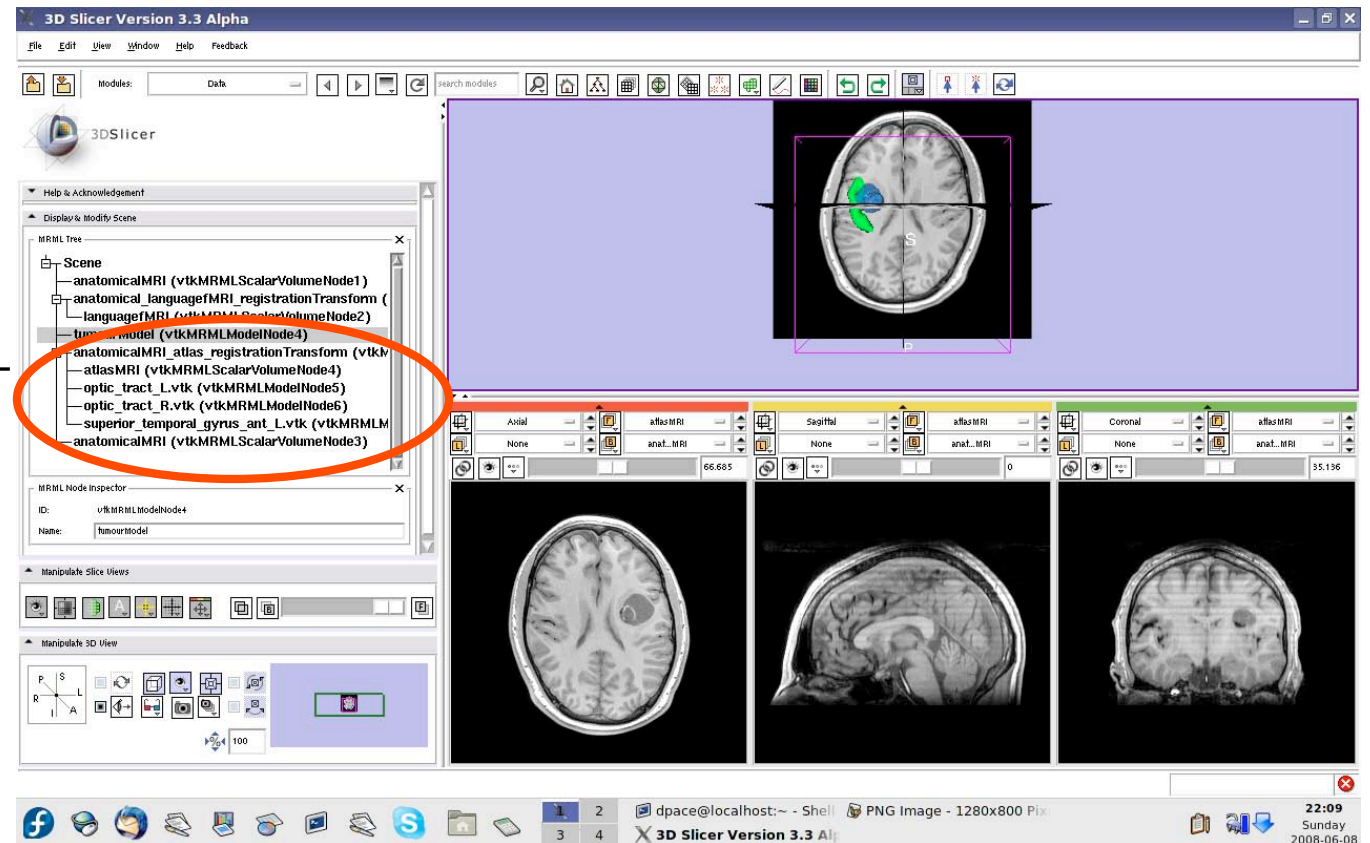 3D Slicer Version 3.3 Alpha
File Edit View Window Help Feedback
Modules: Data search modules
3DSlicer
Help & Acknowledgement
Display & Modify Scene
MRML Tree
Scene
anatomicalMRI (vtkMRMLScalarVolumeNode1)
anatomical_languagefMRI_registrationTransform (
languagefMRI (vtkMRMLScalarVolumeNode2)
tumourModel (vtkMRMLModelNode4)
anatomicalMRI_atlas_registrationTransform (vtkM
atlasMRI (vtkMRMLScalarVolumeNode4)
optic_tract_L.vtk (vtkMRMLModelNode5)
optic_tract_R.vtk (vtkMRMLModelNode6)
superior_temporal_gyrus_ant_L.vtk (vtkMRMLM
anatomicalMRI (vtkMRMLScalarVolumeNode3)
MRML Node Inspector
ID: vtkMRMLModelNode4
Name: tumourModel
Manipulate Slice Views
A B F
Manipulate 3D View
P S
R L
I A
% 100
S
P
Axial F atlasMRI
L None B anat...MRI
66.685
Sagittal F atlasMRI
L None B anat...MRI
0
Coronal F atlasMRI
L None B anat...MRI
35.136
1 2
3 4
dpace@localhost:~ - Shell
PNG Image - 1280x800 Pix
3D Slicer Version 3.3 Al
22:09
Sunday
2008-06-08